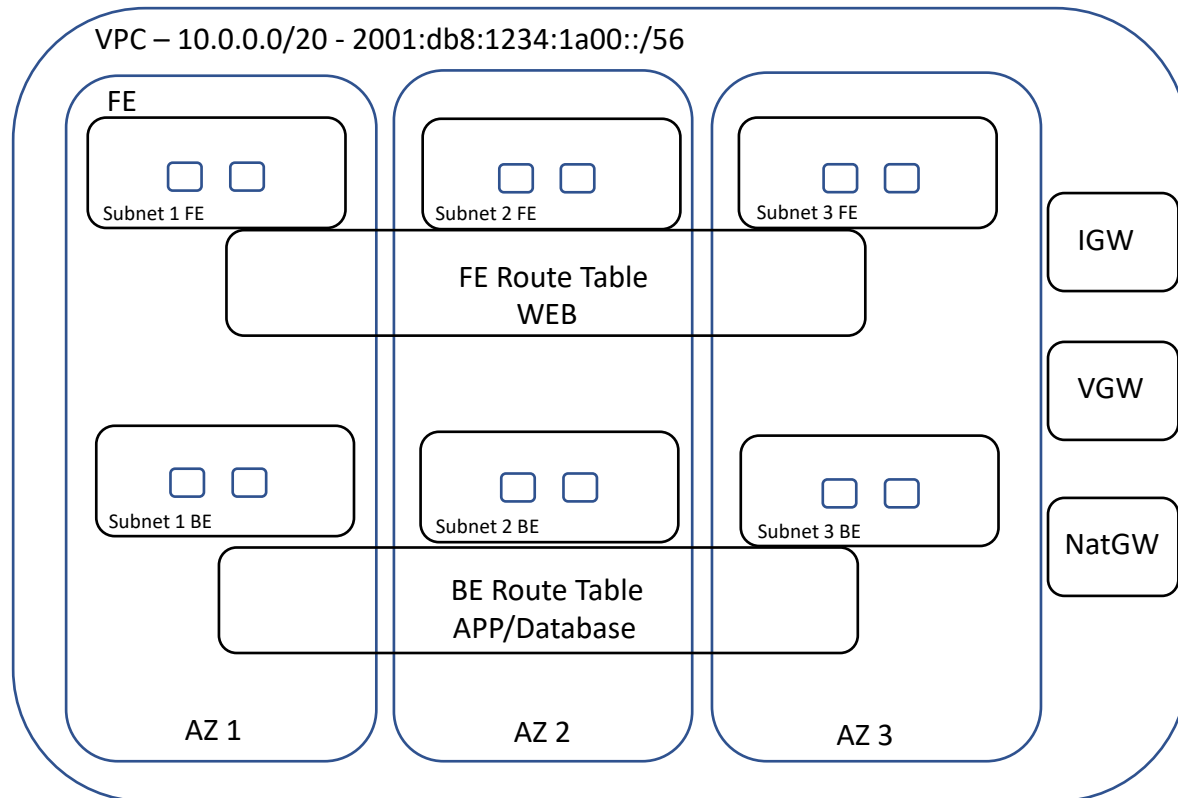 VPC – 10.0.0.0/20 - 2001:db8:1234:1a00::/56
FE
Subnet 1 FE
Subnet 2 FE
Subnet 3 FE
IGW
FE Route Table
WEB
VGW
Subnet 1 BE
Subnet 2 BE
Subnet 3 BE
NatGW
BE Route Table
APP/Database
AZ 1
AZ 2
AZ 3